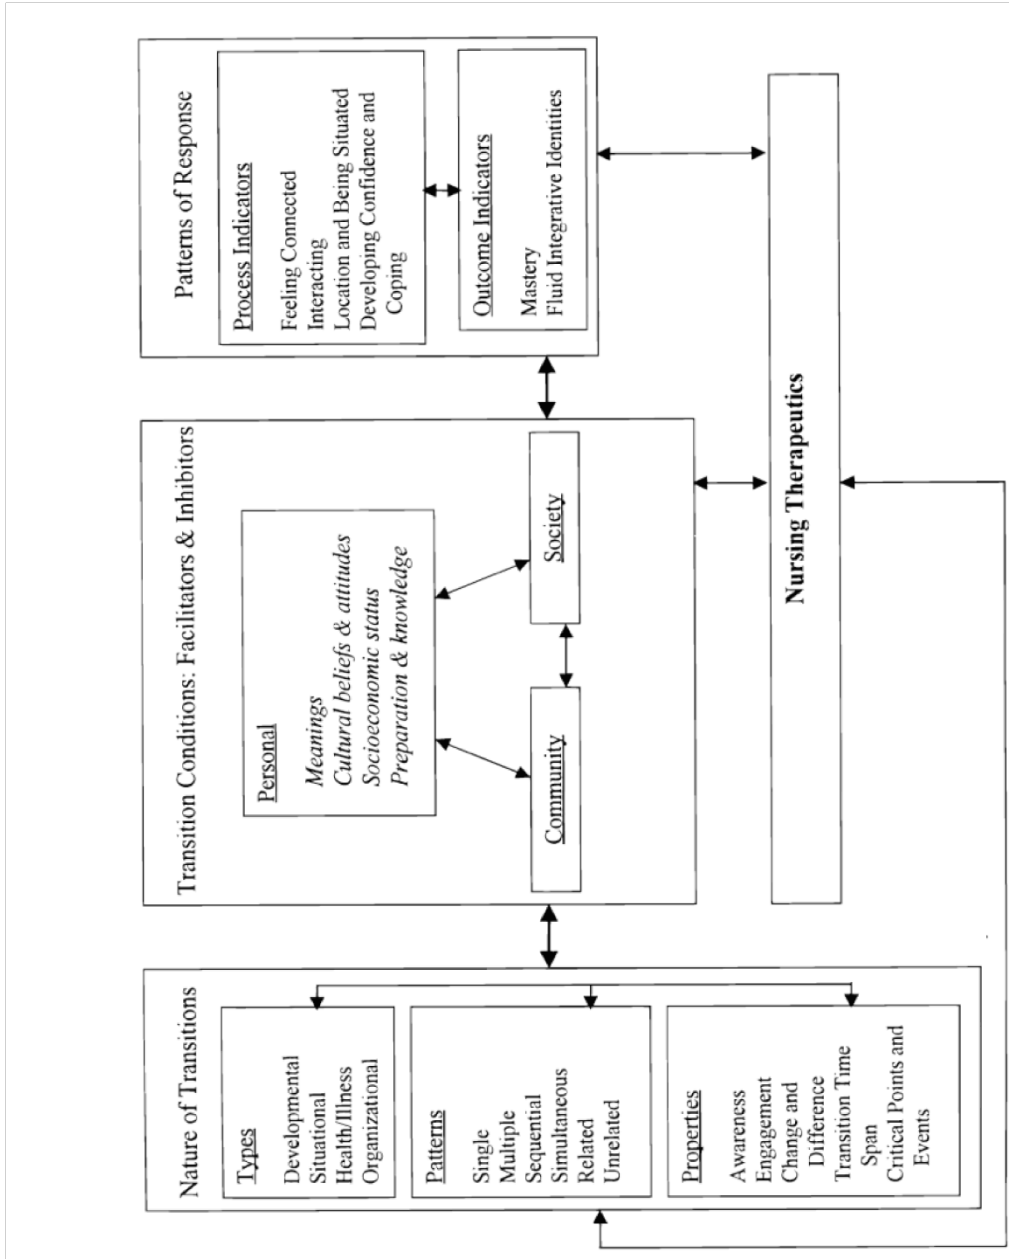 Nature of Transitions
Types
Developmental
Situational
Health/Illness
Organizational
Patterns
Single
Multiple
Sequential
Simultaneous
Related
Unrelated
Properties
Awareness
Engagement
Change and
Difference
Transition Time
Span
Critical Points and
Events
Transition Conditions: Facilitators & Inhibitors
Personal
Meanings
Cultural beliefs & attitudes
Socioeconomic status
Preparation & knowledge
Community
Society
Patterns of Response
Process Indicators
Feeling Connected
Interacting
Location and Being Situated
Developing Confidence and
Coping
Outcome Indicators
Mastery
Fluid Integrative Identities
Nursing Therapeutics